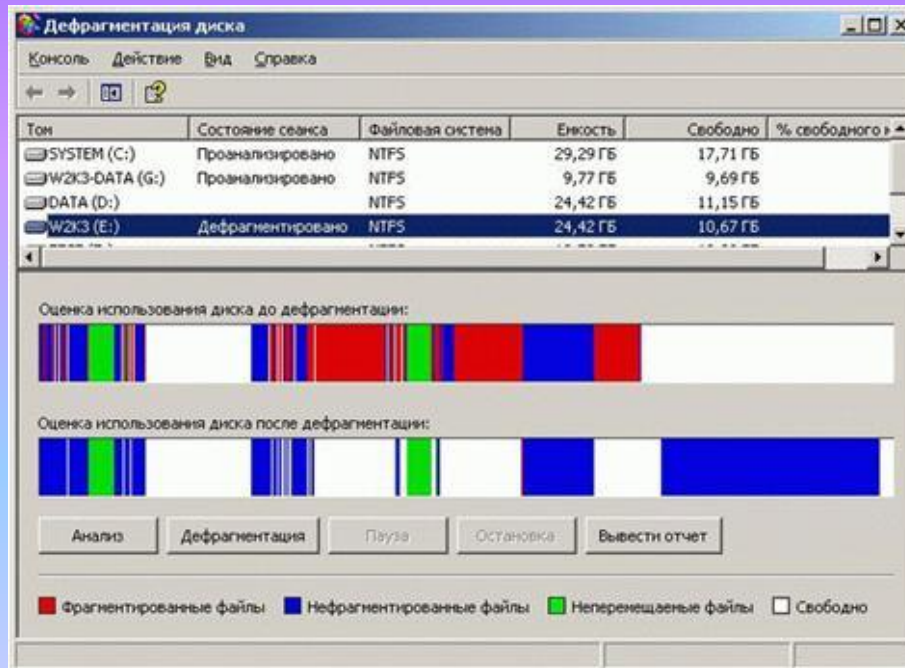 Дефрагментация диска
Консоль Действие Вид Справка
Том Состояние сеанса Файловая система Емкость Свободно % свободного
SYSTEM (C:) Проанализировано NTFS 29,29 ГБ 17,71 ГБ
W2K3-DATA (G:) Проанализировано NTFS 9,77 ГБ 9,69 ГБ
DATA (D:) NTFS 24,42 ГБ 11,15 ГБ
W2K3 (E:) Дефрагментировано NTFS 24,42 ГБ 10,67 ГБ
Оценка использования диска до дефрагментации:
Оценка использования диска после дефрагментации:
Анализ Дефрагментация Пауза Остановка Вывести отчет
Фрагментированные файлы Нефрагментированные файлы Неперемещаемые файлы Свободно